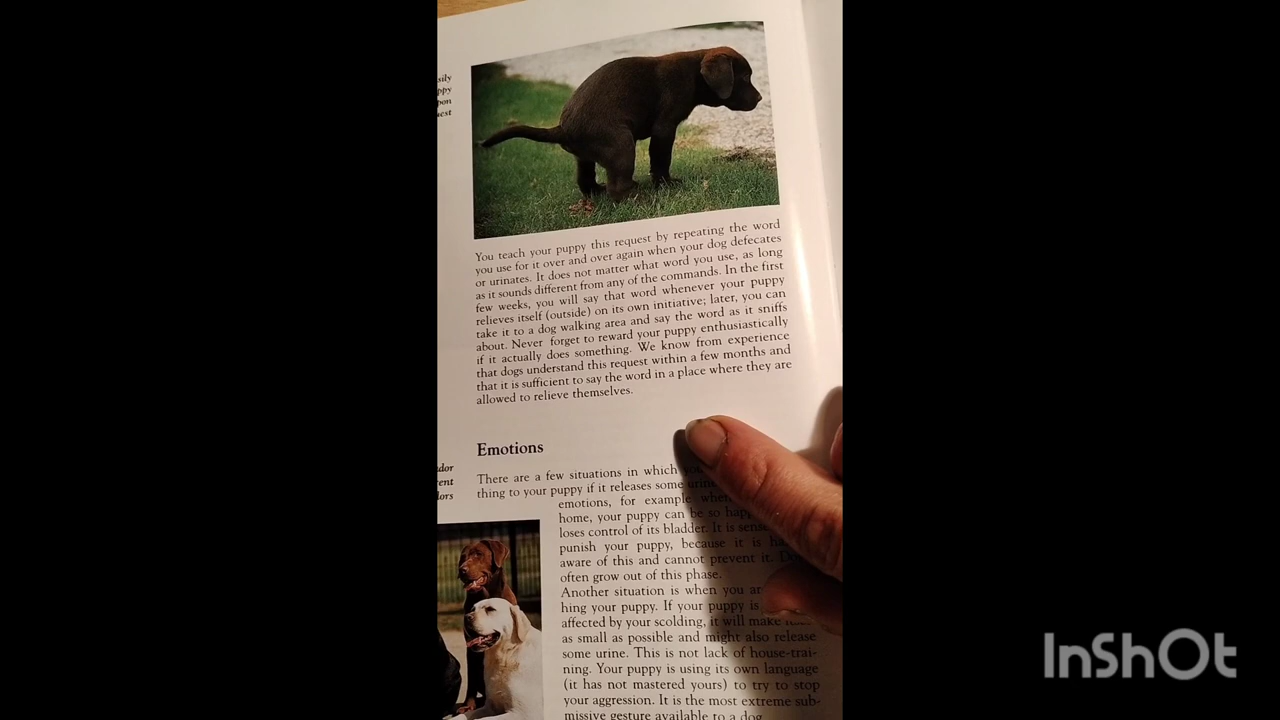 sily
ppy
pon
uest
You teach your puppy this request by repeating the word
you use for it over and over again when your dog defecates
or urinates. It does not matter what word you use, as long
as it sounds different from any of the commands. In the first
few weeks, you will say that word whenever your puppy
relieves itself (outside) on its own initiative; later, you can
take it to a dog walking area and say the word as it sniffs
about. Never forget to reward your puppy enthusiastically
if it actually does something. We know from experience
that dogs understand this request within a few months and
that it is sufficient to say the word in a place where they are
allowed to relieve themselves.
Emotions
ador
rent
lors
There are a few situations in which
thing to your puppy if it releases some
emotions, for example
home, your puppy can be so
loses control of its bladder. It is
punish your puppy, because it is
aware of this and cannot prevent it.
often grow out of this phase.
Another situation is when you
hing your puppy. If your puppy is
affected by your scolding, it will make
as small as possible and might also release
some urine. This is not lack of house-trai-
ning. Your puppy is using its own language
(it has not mastered yours) to try to stop
your aggression. It is the most extreme sub-
missive gesture available to a dog
InShOt